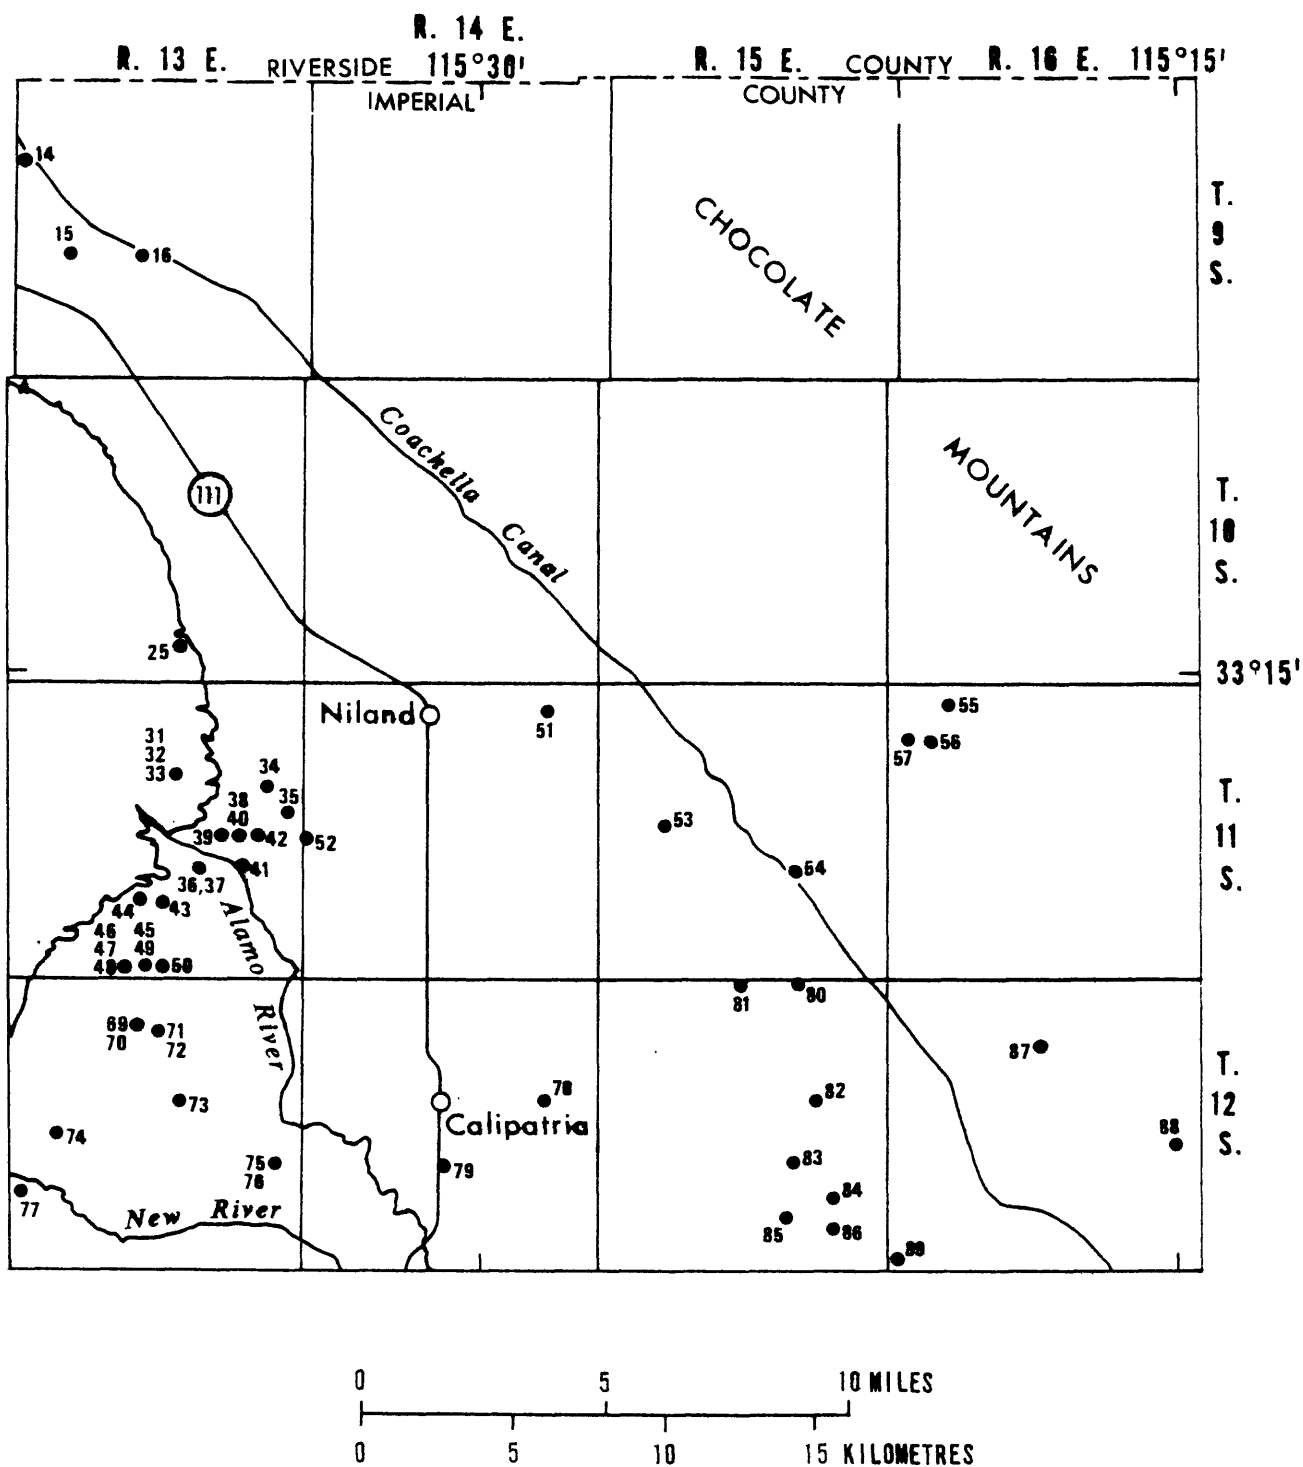 R. 14 E.
R. 13 E. RIVERSIDE 115°30' R. 15 E. COUNTY R. 16 E. 115°15'
IMPERIAL COUNTY
14
T.
9
S.
15
16
CHOCOLATE
Coachella Canal
111
MOUNTAINS
T.
10
S.
25
33°15'
Niland
51
55
57 56
31
32
33
34
35
38
40
39 42 52
53
T.
11
S.
41
36,37
54
44 43
Alamo River
46 45
47 49
48 50
81 80
69 71
70 72
87
T.
12
S.
73
78
82
Calipatria
74
88
75
76
79
83
77
New River
84
85 86
89
0 5 10 MILES
0 5 10 15 KILOMETRES